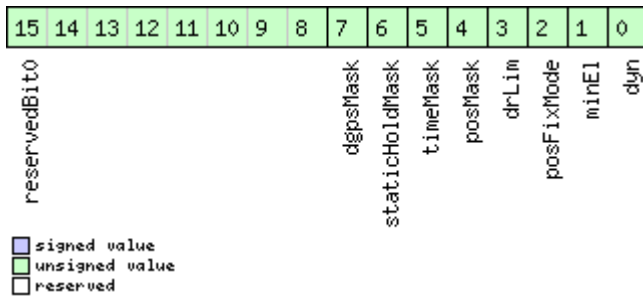 15 14 13 12 11 10 9 8 7 6 5 4 3 2 1 0
reservedBit0
dgpsMask
staticHoldMask
timeMask
posMask
drLim
posFixMode
minEl
dyn
signed value
unsigned value
reserved